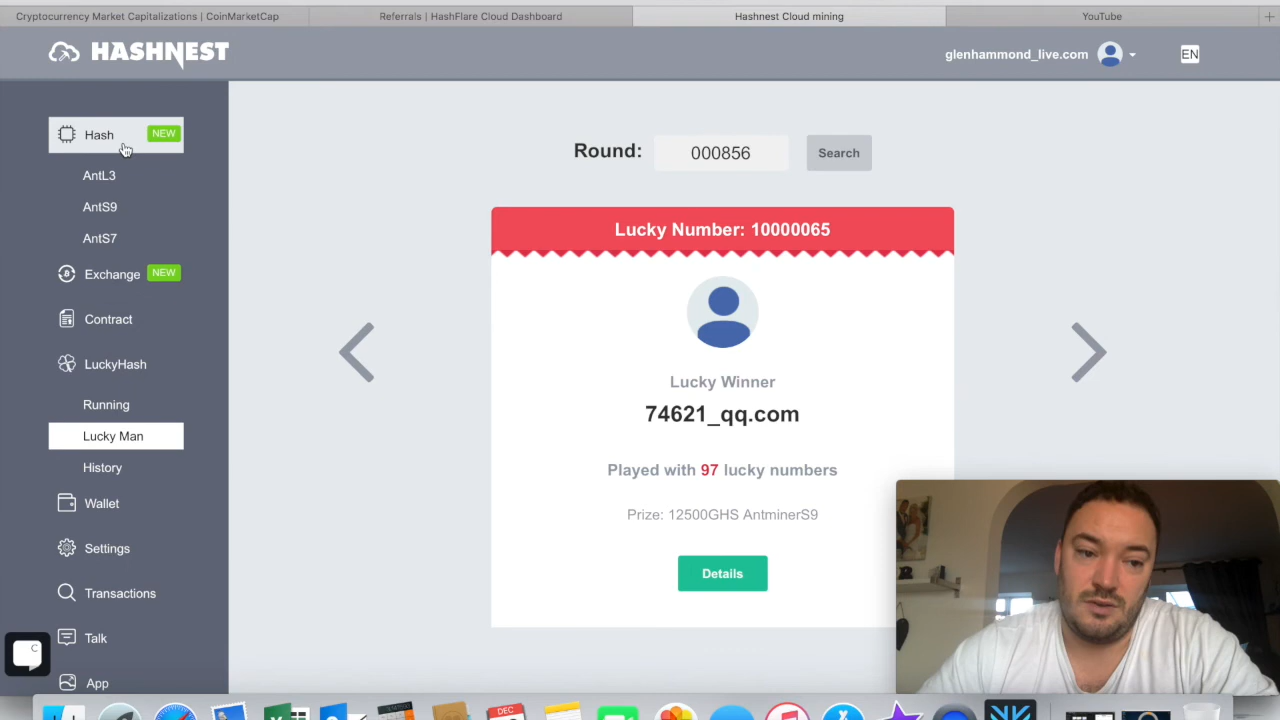 Cryptocurrency Market Capitalizations | CoinMarketCap
Referrals | HashFlare Cloud Dashboard
Hashnest Cloud mining
YouTube
HASHNEST
glenhammond_live.com
EN
Hash NEW
AntL3
AntS9
AntS7
Exchange NEW
Contract
LuckyHash
Running
Lucky Man
History
Wallet
Settings
Transactions
Talk
App
Round: 000856 Search
Lucky Number: 10000065
Lucky Winner
74621_qq.com
Played with 97 lucky numbers
Prize: 12500GHS AntminerS9
Details
DEC